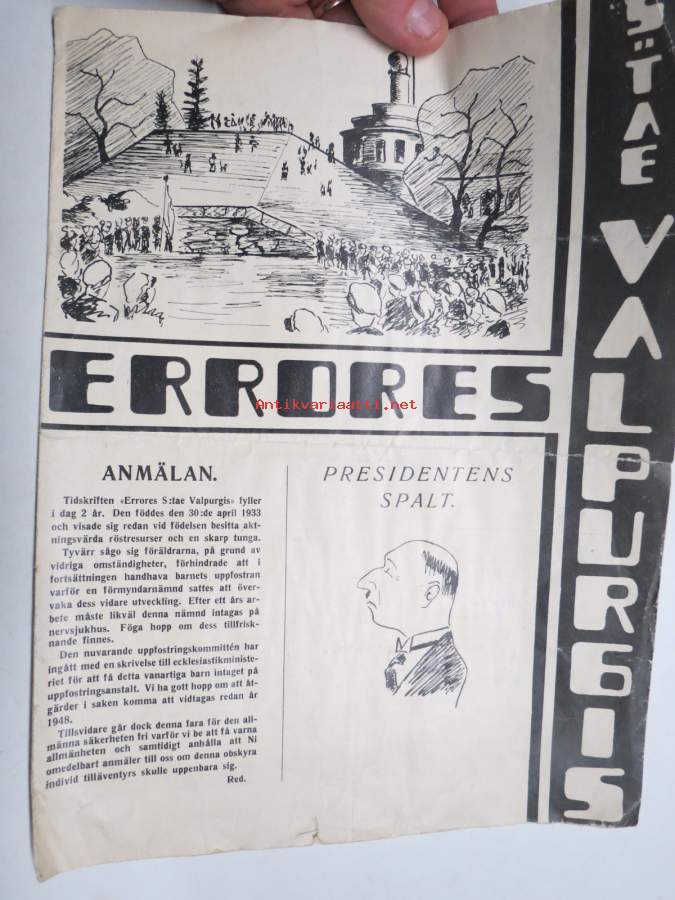 S:TAE VALPURGIS
ERRORES
Antikvariaatti.net
ANMÄLAN.
Tidskriften »Errores S:tae Valpurgis» fyller
i dag 2 år. Den föddes den 30:de april 1933
och visade sig redan vid födelsen besitta akt-
ningsvärda röstresurser och en skarp tunga.
Tyvärr sågo sig föräldrarna, på grund av
vidriga omständigheter, förhindrade att i
fortsättningen handhava barnets uppfostran
varför en förmyndarnämnd sattes att över-
vaka dess vidare utveckling. Efter ett års ar-
bete måste likväl denna nämnd intagas på
nervsjukhus. Föga hopp om dess tillfrisk-
nande finnes.
Den nuvarande uppfostringskommittén har
ingått med en skrivelse till ecklesiastikministe-
riet för att få detta vanartiga barn intaget på
uppfostringsanstalt. Vi ha gott hopp om att åt-
gärder i saken komma att vidtagas redan år
1948.
Tillsvidare går dock denna fara för den all-
männa säkerheten fri varför vi be att få varna
allmänheten och samtidigt anhålla att Ni
omedelbart anmäler till oss om denna obskyra
individ tilläventyrs skulle uppenbara sig.
Red.
PRESIDENTENS
SPALT.